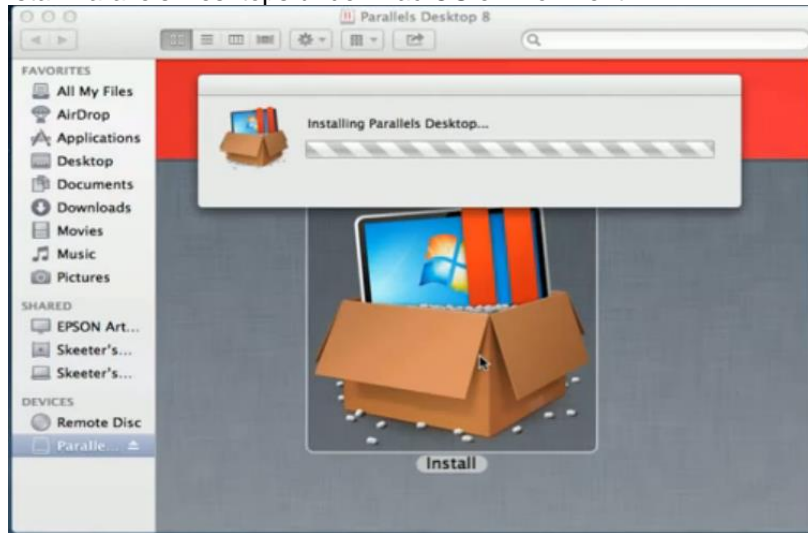 Parallels Desktop 8
FAVORITES
All My Files
AirDrop
Applications
Desktop
Documents
Downloads
Movies
Music
Pictures
SHARED
EPSON Art...
Skeeter's...
Skeeter's...
DEVICES
Remote Disc
Paralle...
Installing Parallels Desktop...
Install